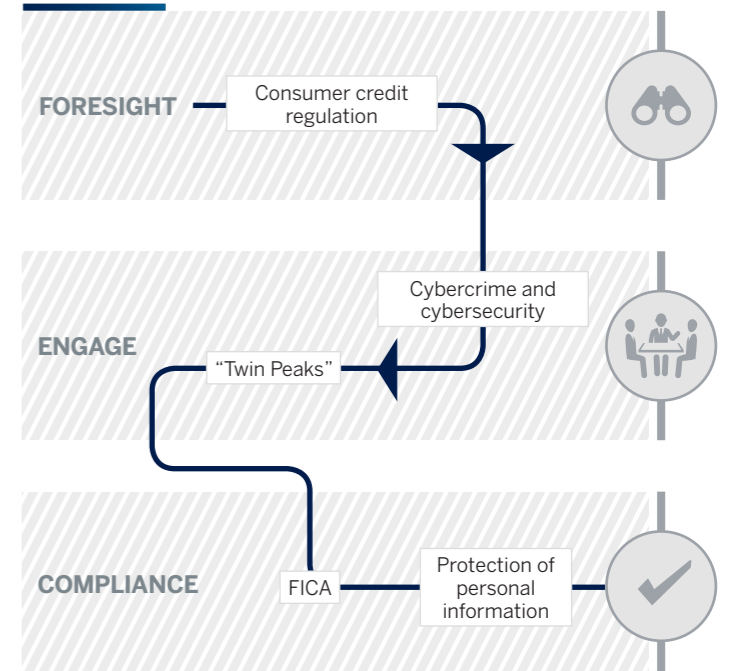 FORESIGHT
Consumer credit
regulation
Cybercrime and
cybersecurity
ENGAGE
“Twin Peaks”
COMPLIANCE
FICA
Protection of
personal
information